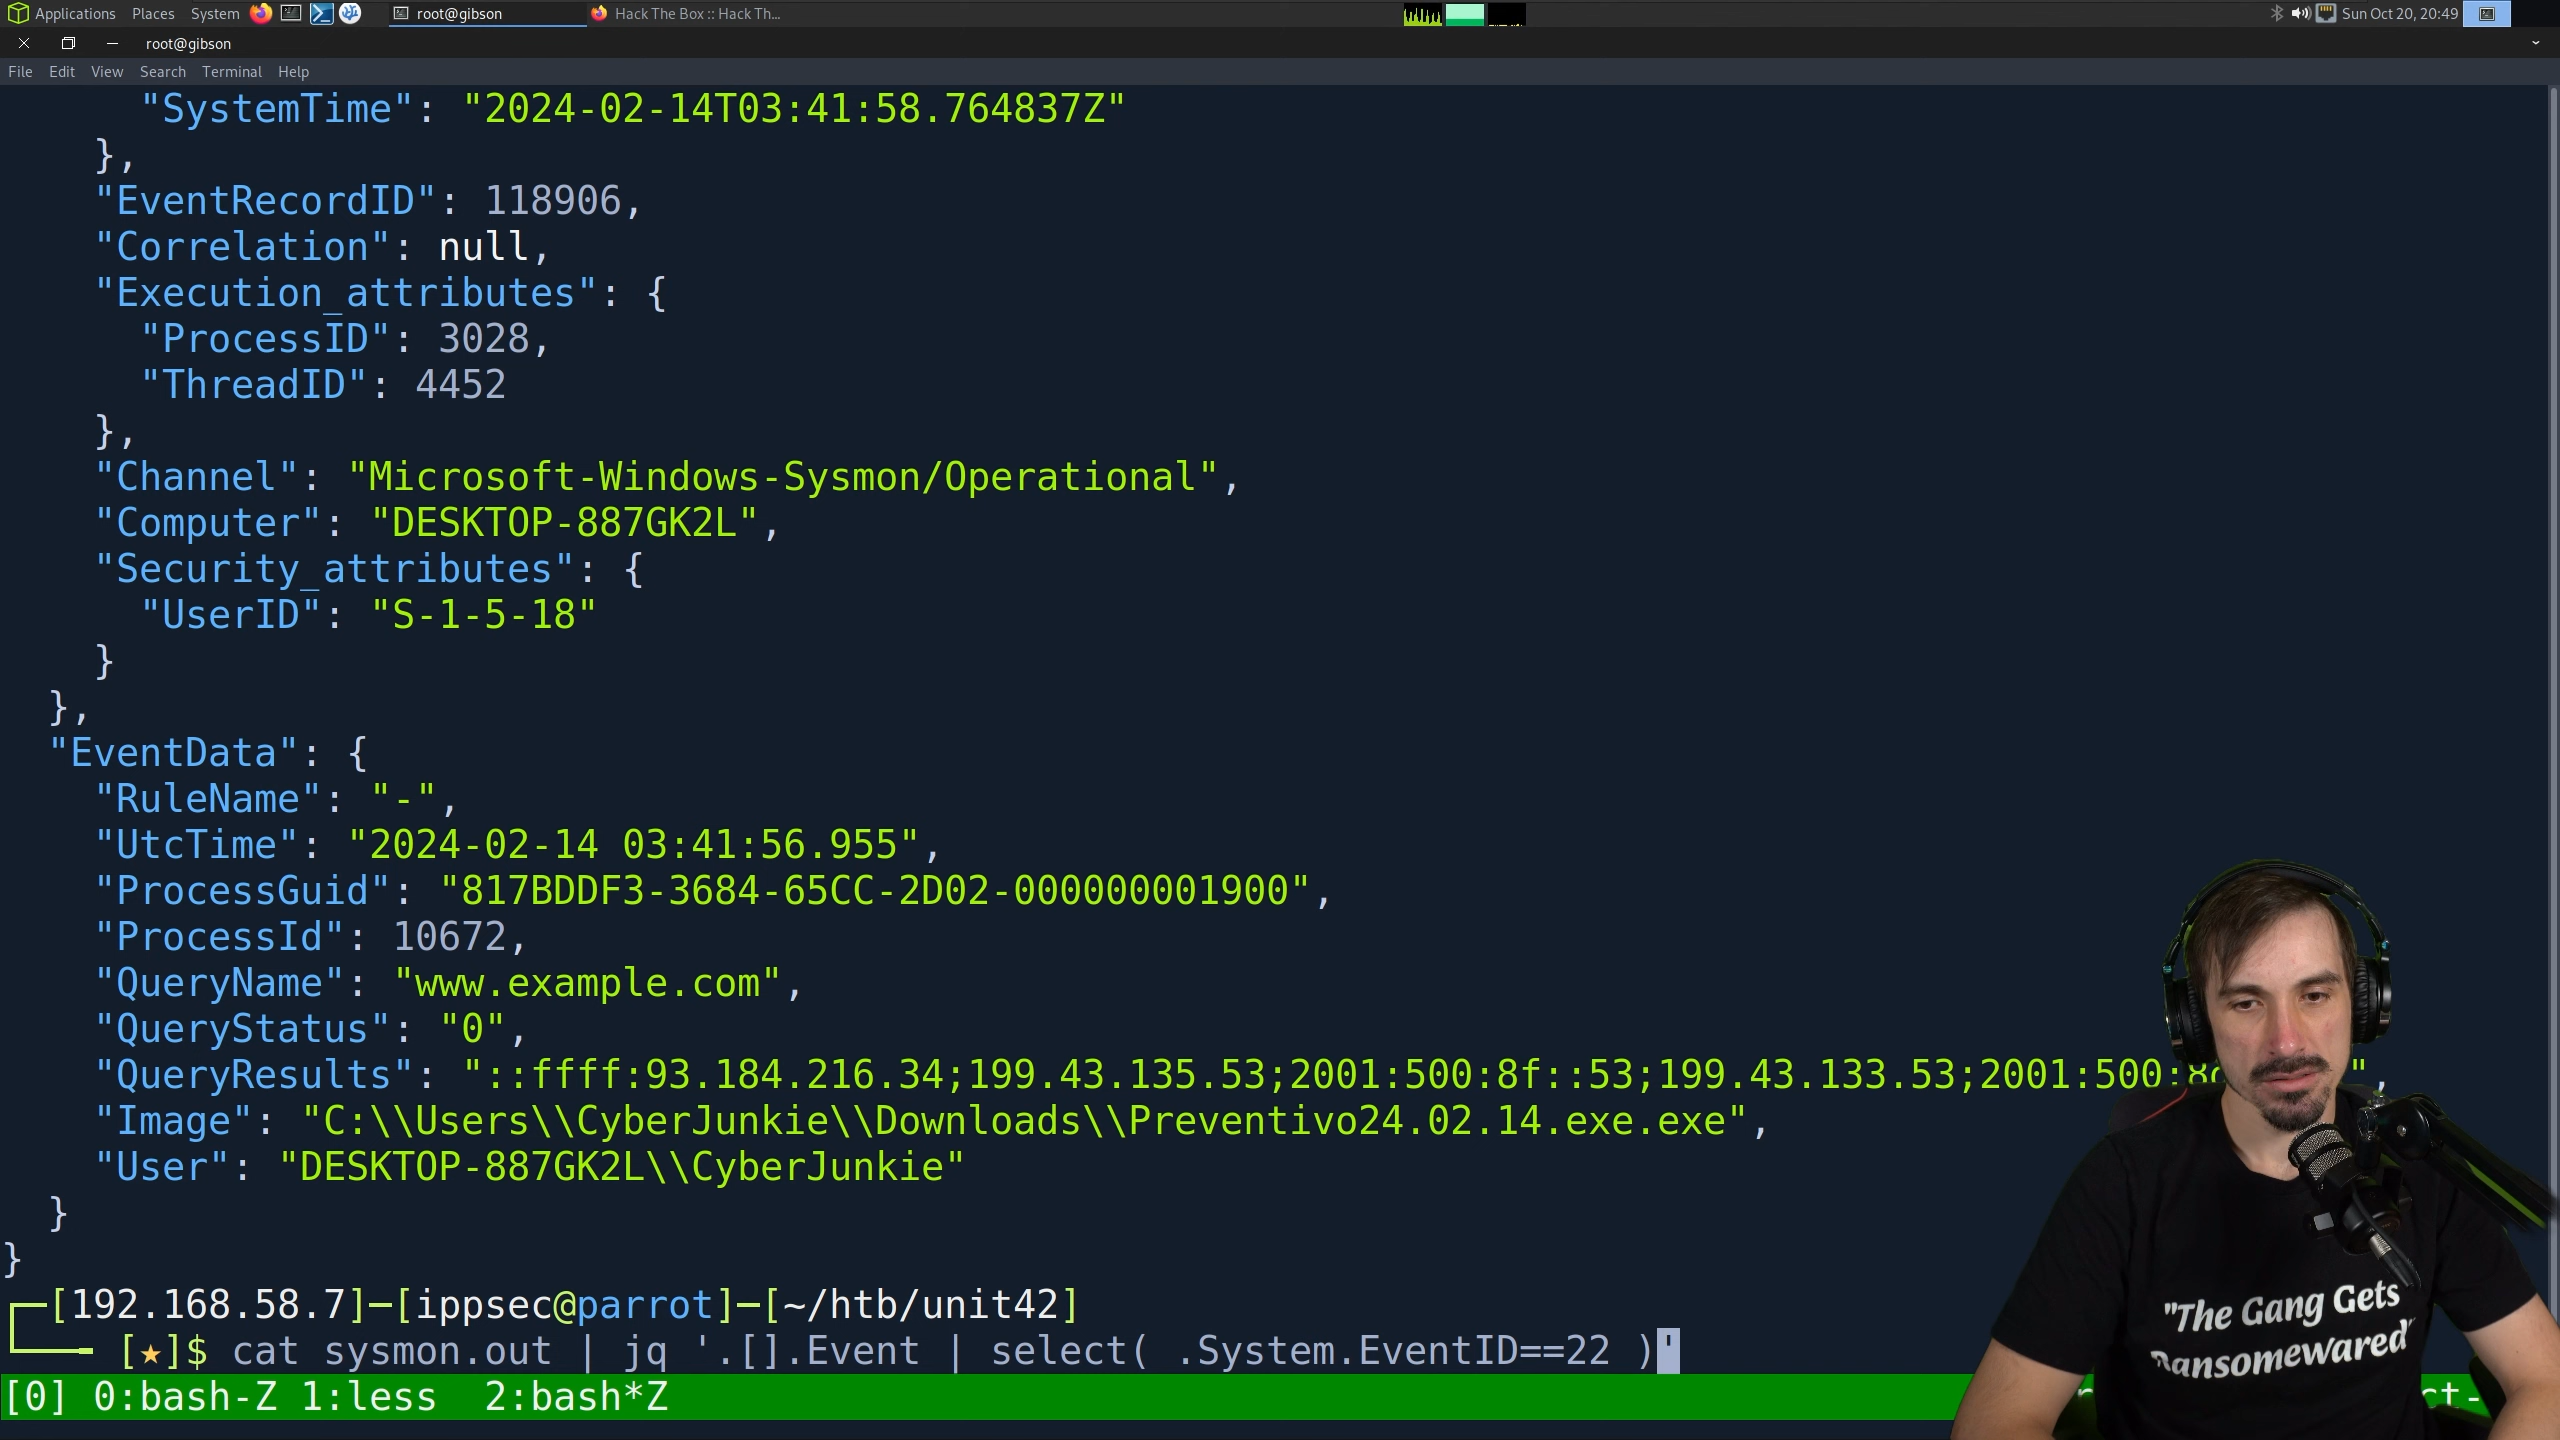 Applications Places System root@gibson Hack The Box :: Hack Th... Sun Oct 20, 20:49
root@gibson
File Edit View Search Terminal Help
"SystemTime": "2024-02-14T03:41:58.764837Z"
},
"EventRecordID": 118906,
"Correlation": null,
"Execution_attributes": {
"ProcessID": 3028,
"ThreadID": 4452
},
"Channel": "Microsoft-Windows-Sysmon/Operational",
"Computer": "DESKTOP-887GK2L",
"Security_attributes": {
"UserID": "S-1-5-18"
}
},
"EventData": {
"RuleName": "-",
"UtcTime": "2024-02-14 03:41:56.955",
"ProcessGuid": "817BDDF3-3684-65CC-2D02-000000001900",
"ProcessId": 10672,
"QueryName": "www.example.com",
"QueryStatus": "0",
"QueryResults": "::ffff:93.184.216.34;199.43.135.53;2001:500:8f::53;199.43.133.53;2001:500:8 ",
"Image": "C:\\Users\\CyberJunkie\\Downloads\\Preventivo24.02.14.exe.exe",
"User": "DESKTOP-887GK2L\\CyberJunkie"
}
}
[192.168.58.7]-[ippsec@parrot]-[~/htb/unit42]
[★]$ cat sysmon.out | jq '.[].Event | select( .System.EventID==22 )'
[0] 0:bash-Z 1:less 2:bash*Z
"The Gang Gets
Ransomewared"